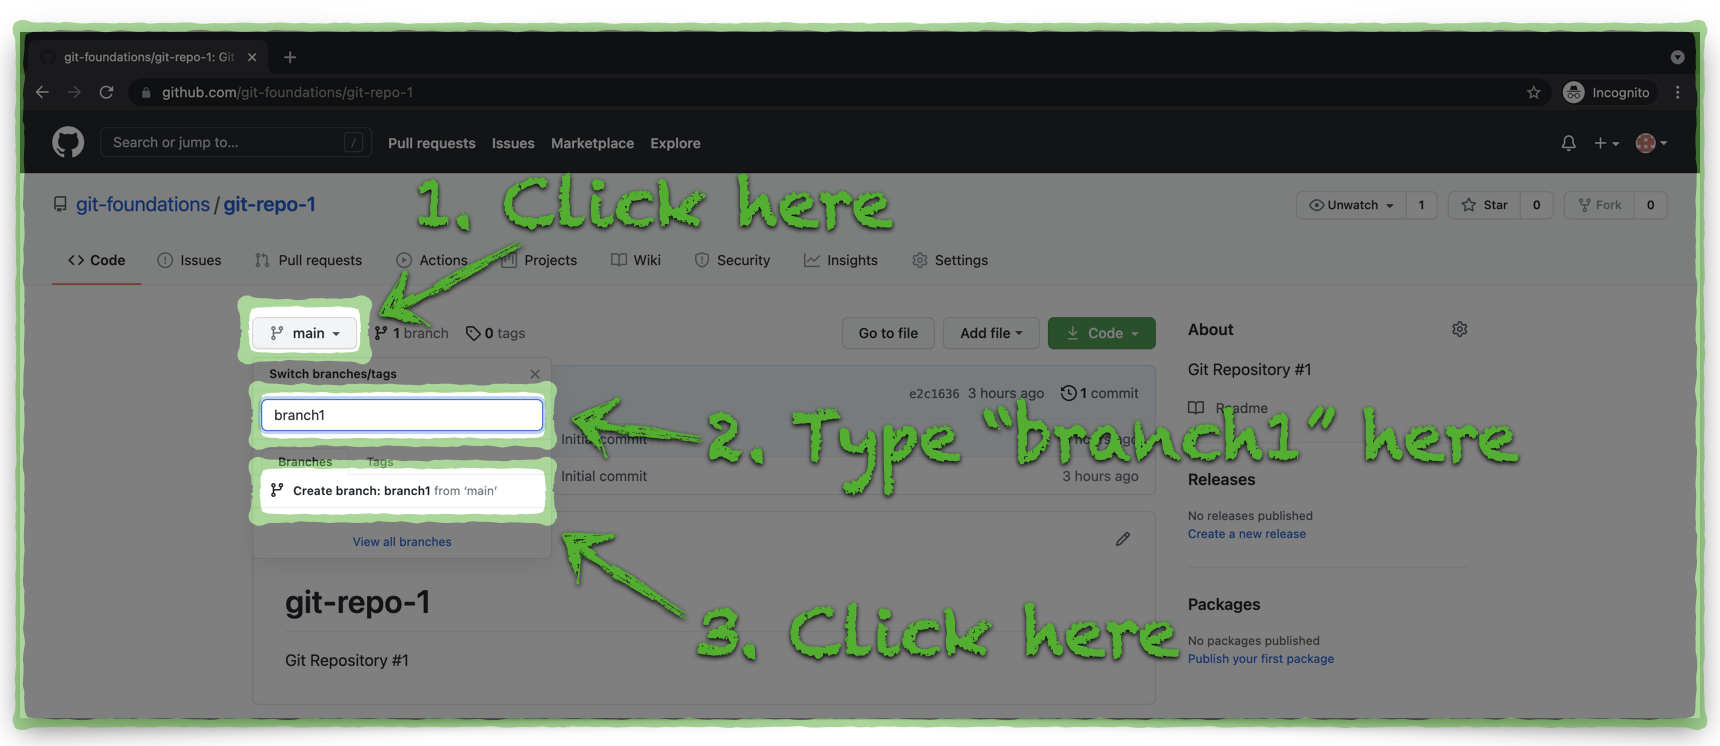 git-foundations/git-repo-1: Git
github.com/git-foundations/git-repo-1
Incognito
Search or jump to... /
Pull requests Issues Marketplace Explore
git-foundations / git-repo-1
Unwatch 1 Star 0 Fork 0
1. Click here
Code Issues Pull requests Actions Projects Wiki Security Insights Settings
main 1 branch 0 tags Go to file Add file Code
About
Git Repository #1
Readme
Switch branches/tags
branch1
e2c1636 3 hours ago 1 commit
2. Type "branch1" here
Initial commit
Branches Tags
Initial commit 3 hours ago
Create branch: branch1 from ‘main’
View all branches
Releases
No releases published
Create a new release
3. Click here
git-repo-1
Git Repository #1
Packages
No packages published
Publish your first package